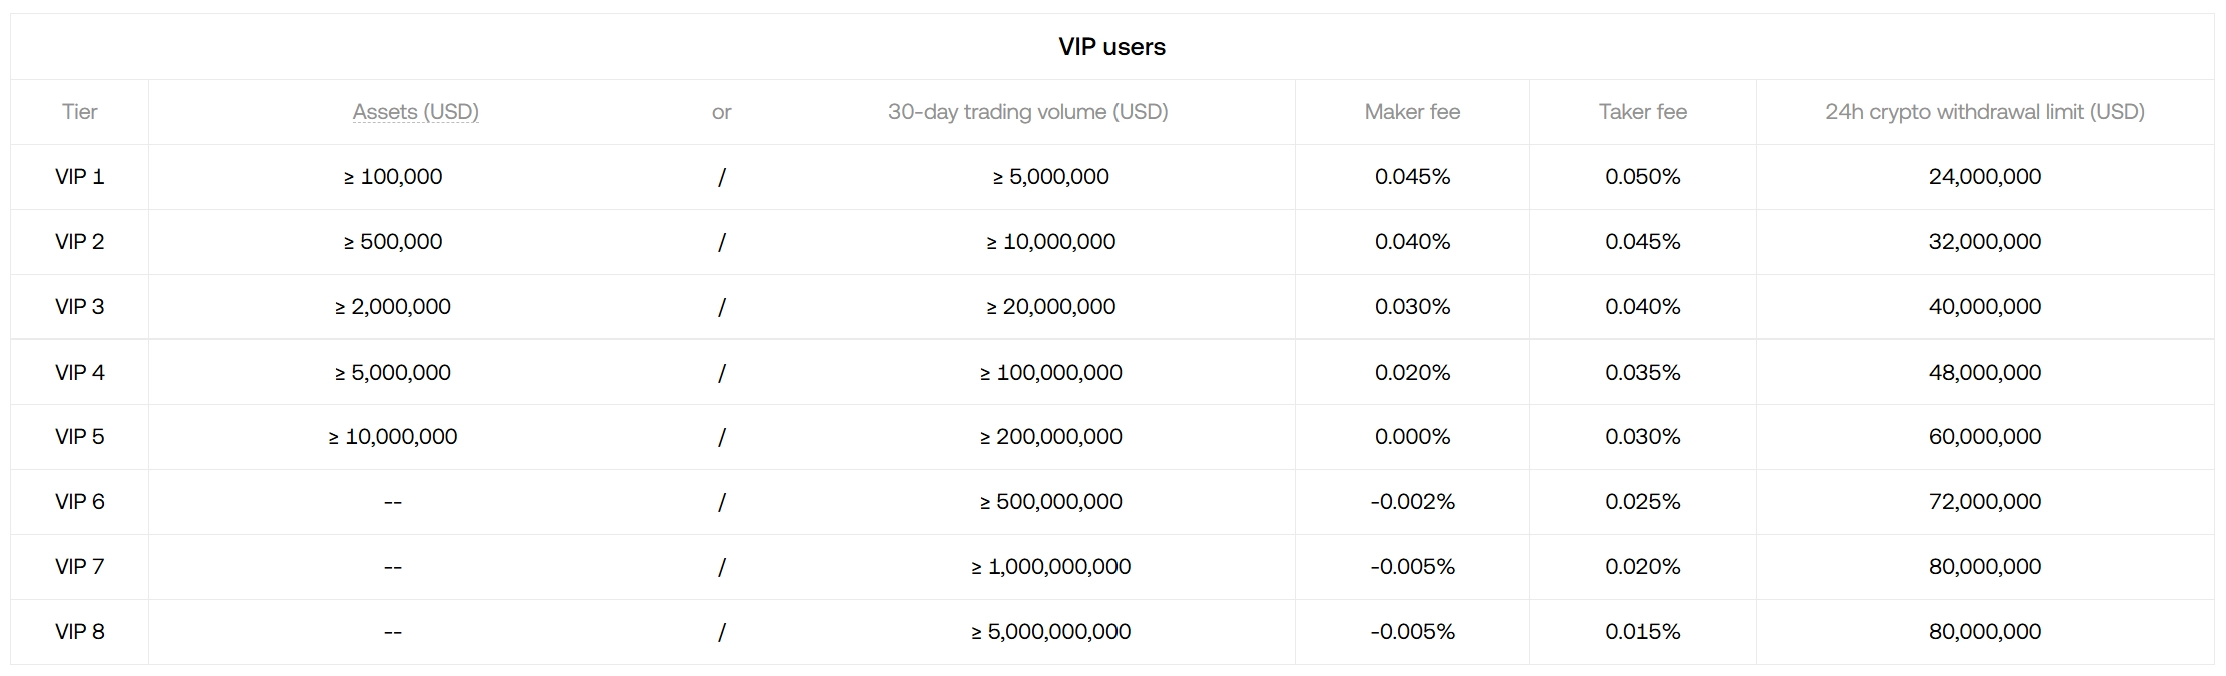 VIP users
Tier Assets (USD) or 30-day trading volume (USD) Maker fee Taker fee 24h crypto withdrawal limit (USD)
VIP 1 ≥ 100,000 / ≥ 5,000,000 0.045% 0.050% 24,000,000
VIP 2 ≥ 500,000 / ≥ 10,000,000 0.040% 0.045% 32,000,000
VIP 3 ≥ 2,000,000 / ≥ 20,000,000 0.030% 0.040% 40,000,000
VIP 4 ≥ 5,000,000 / ≥ 100,000,000 0.020% 0.035% 48,000,000
VIP 5 ≥ 10,000,000 / ≥ 200,000,000 0.000% 0.030% 60,000,000
VIP 6 -- / ≥ 500,000,000 -0.002% 0.025% 72,000,000
VIP 7 -- / ≥ 1,000,000,000 -0.005% 0.020% 80,000,000
VIP 8 -- / ≥ 5,000,000,000 -0.005% 0.015% 80,000,000